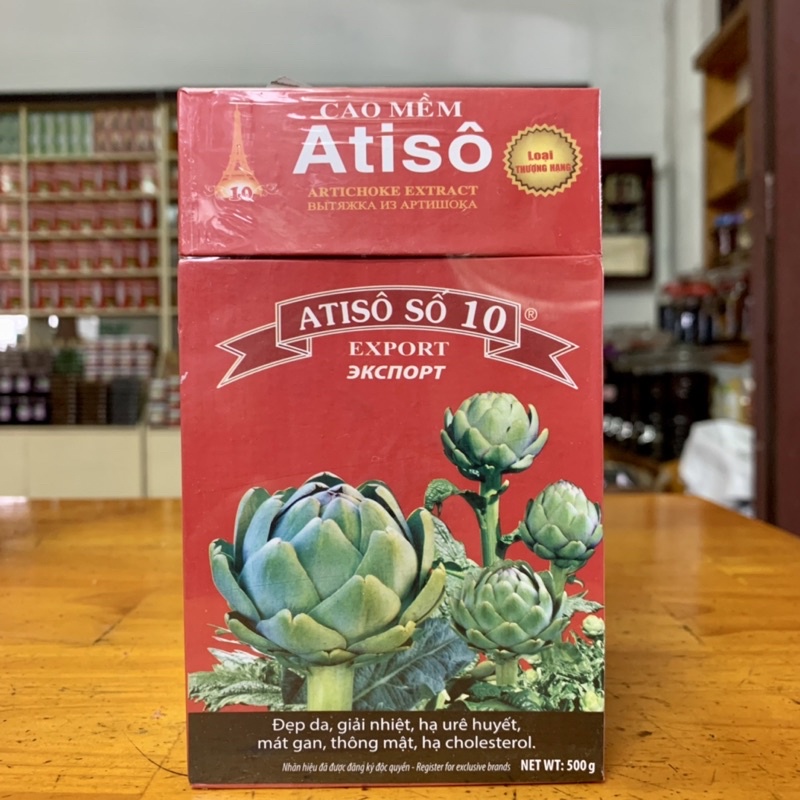 CAO MỀM
Atisô
10
Loại
THƯỢNG HẠNG
ARTICHOKE EXTRACT
ВЫТЯЖКА ИЗ АРТИШОКА
ATISÔ SỐ 10 ®
EXPORT
ЭКСПОРТ
Đẹp da, giải nhiệt, hạ urê huyết,
mát gan, thông mật, hạ cholesterol.
Nhãn hiệu đã được đăng ký độc quyền - Register for exclusive brands NET WT: 500 g